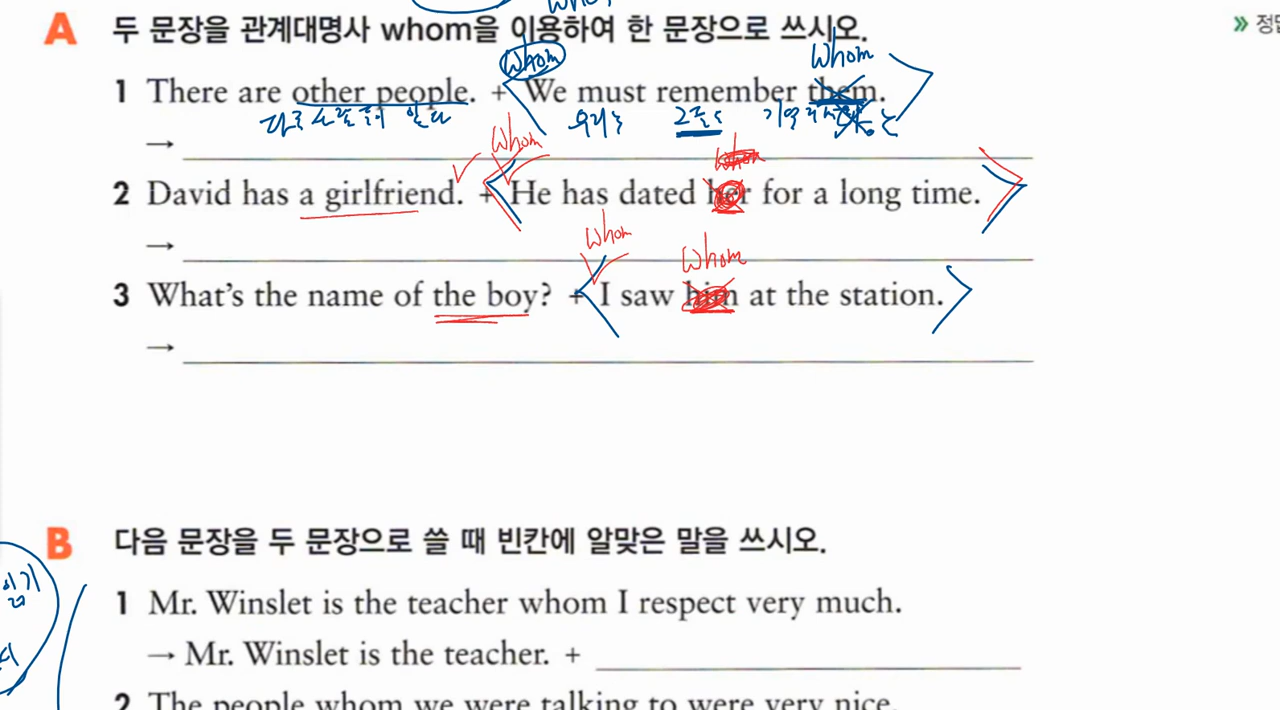 A 두 문장을 관계대명사 whom을 이용하여 한 문장으로 쓰시오.
» 정답
whom
whom
1 There are other people. + We must remember them.
다른 사람들이 있다 우리는 그들을 기억
→
whom
2 David has a girlfriend. + He has dated her for a long time.
→
whom whom
3 What's the name of the boy? + I saw him at the station.
→
B 다음 문장을 두 문장으로 쓸 때 빈칸에 알맞은 말을 쓰시오.
1 Mr. Winslet is the teacher whom I respect very much.
→ Mr. Winslet is the teacher. +
2 The people whom we were talking to were very nice.